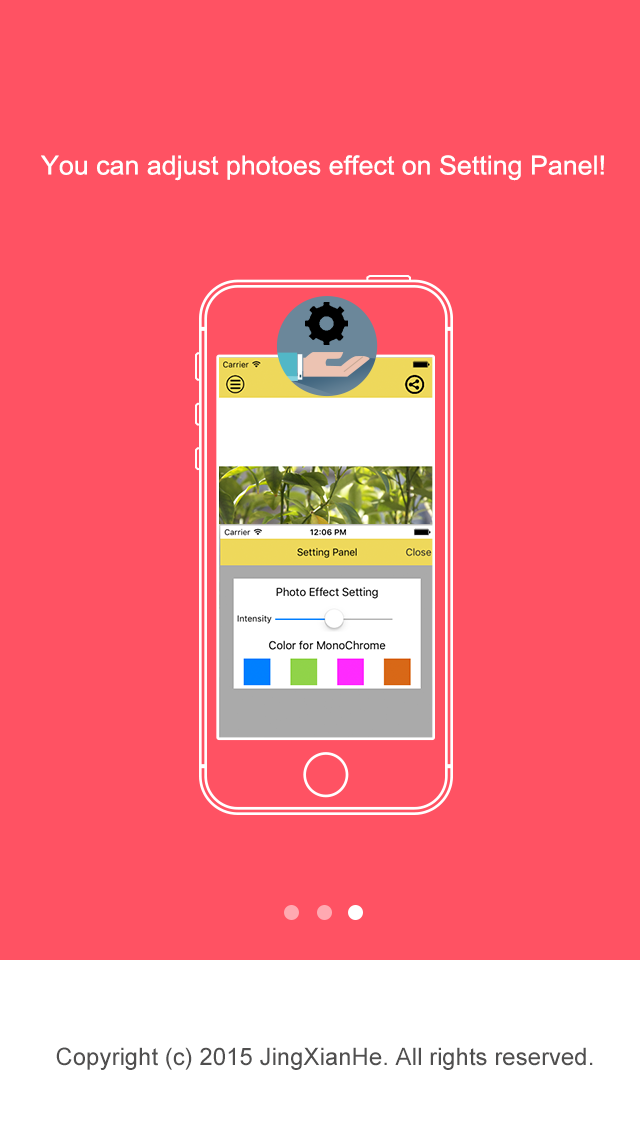 You can adjust photoes effect on Setting Panel!
Carrier
Carrier 12:06 PM
Setting Panel Close
Photo Effect Setting
Intensity
Color for MonoChrome
Copyright (c) 2015 JingXianHe. All rights reserved.